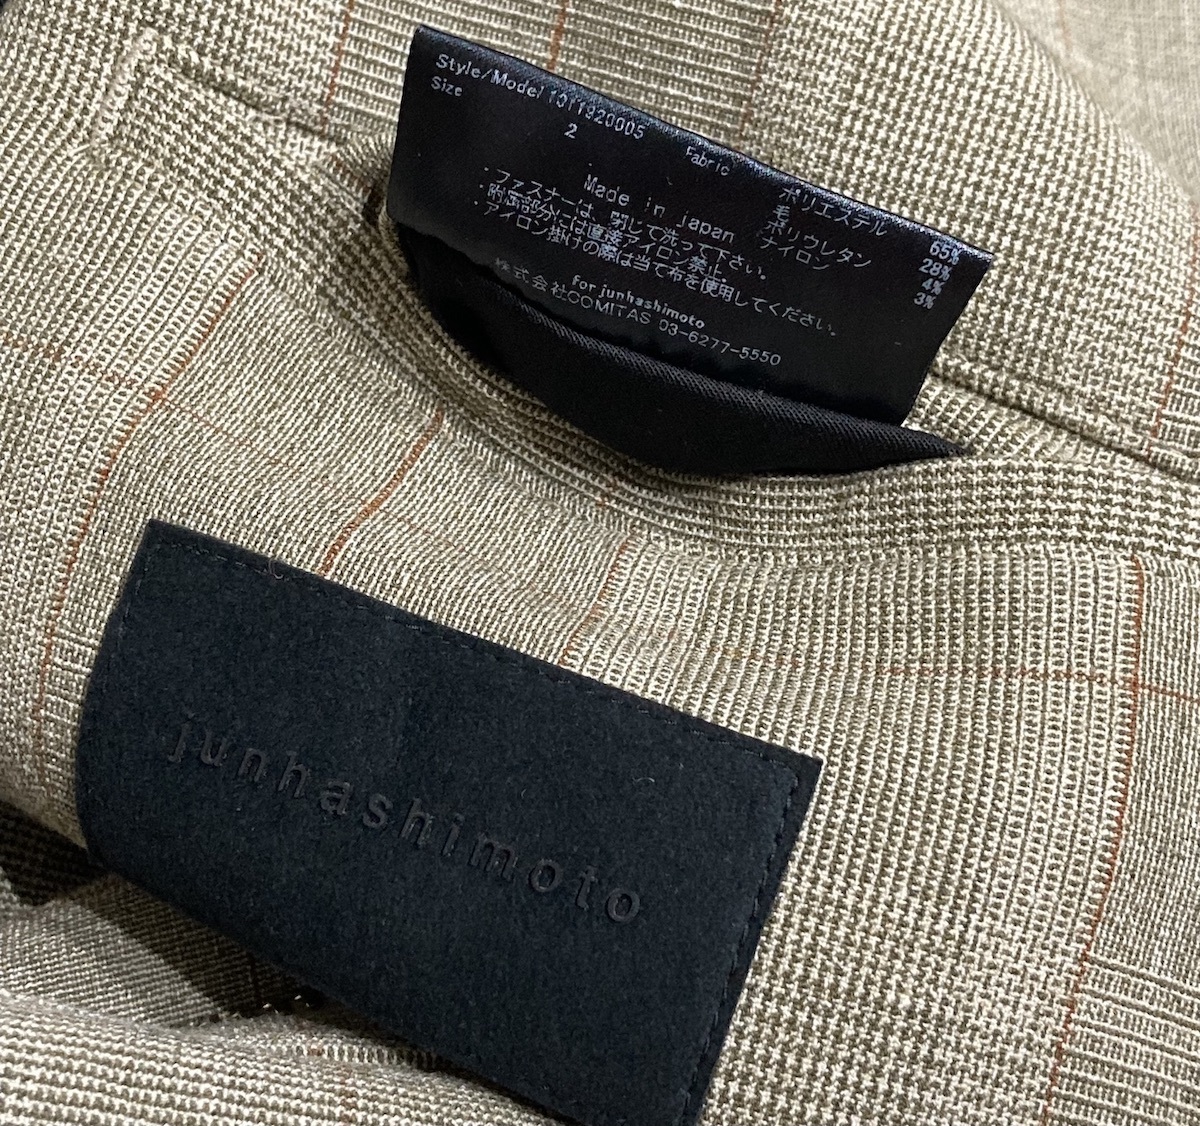 Style/Model 1011920005
Size 2
Fabric ポリエステル 65%
毛 28%
ポリウレタン 4%
ナイロン 3%
Made in japan
・ファスナーは、閉じて洗って下さい。
・附属部分には直接アイロン禁止。
・アイロン掛けの際は当て布を使用してください。
for junhashimoto
株式会社COMITAS 03-6277-5550
junhashimoto